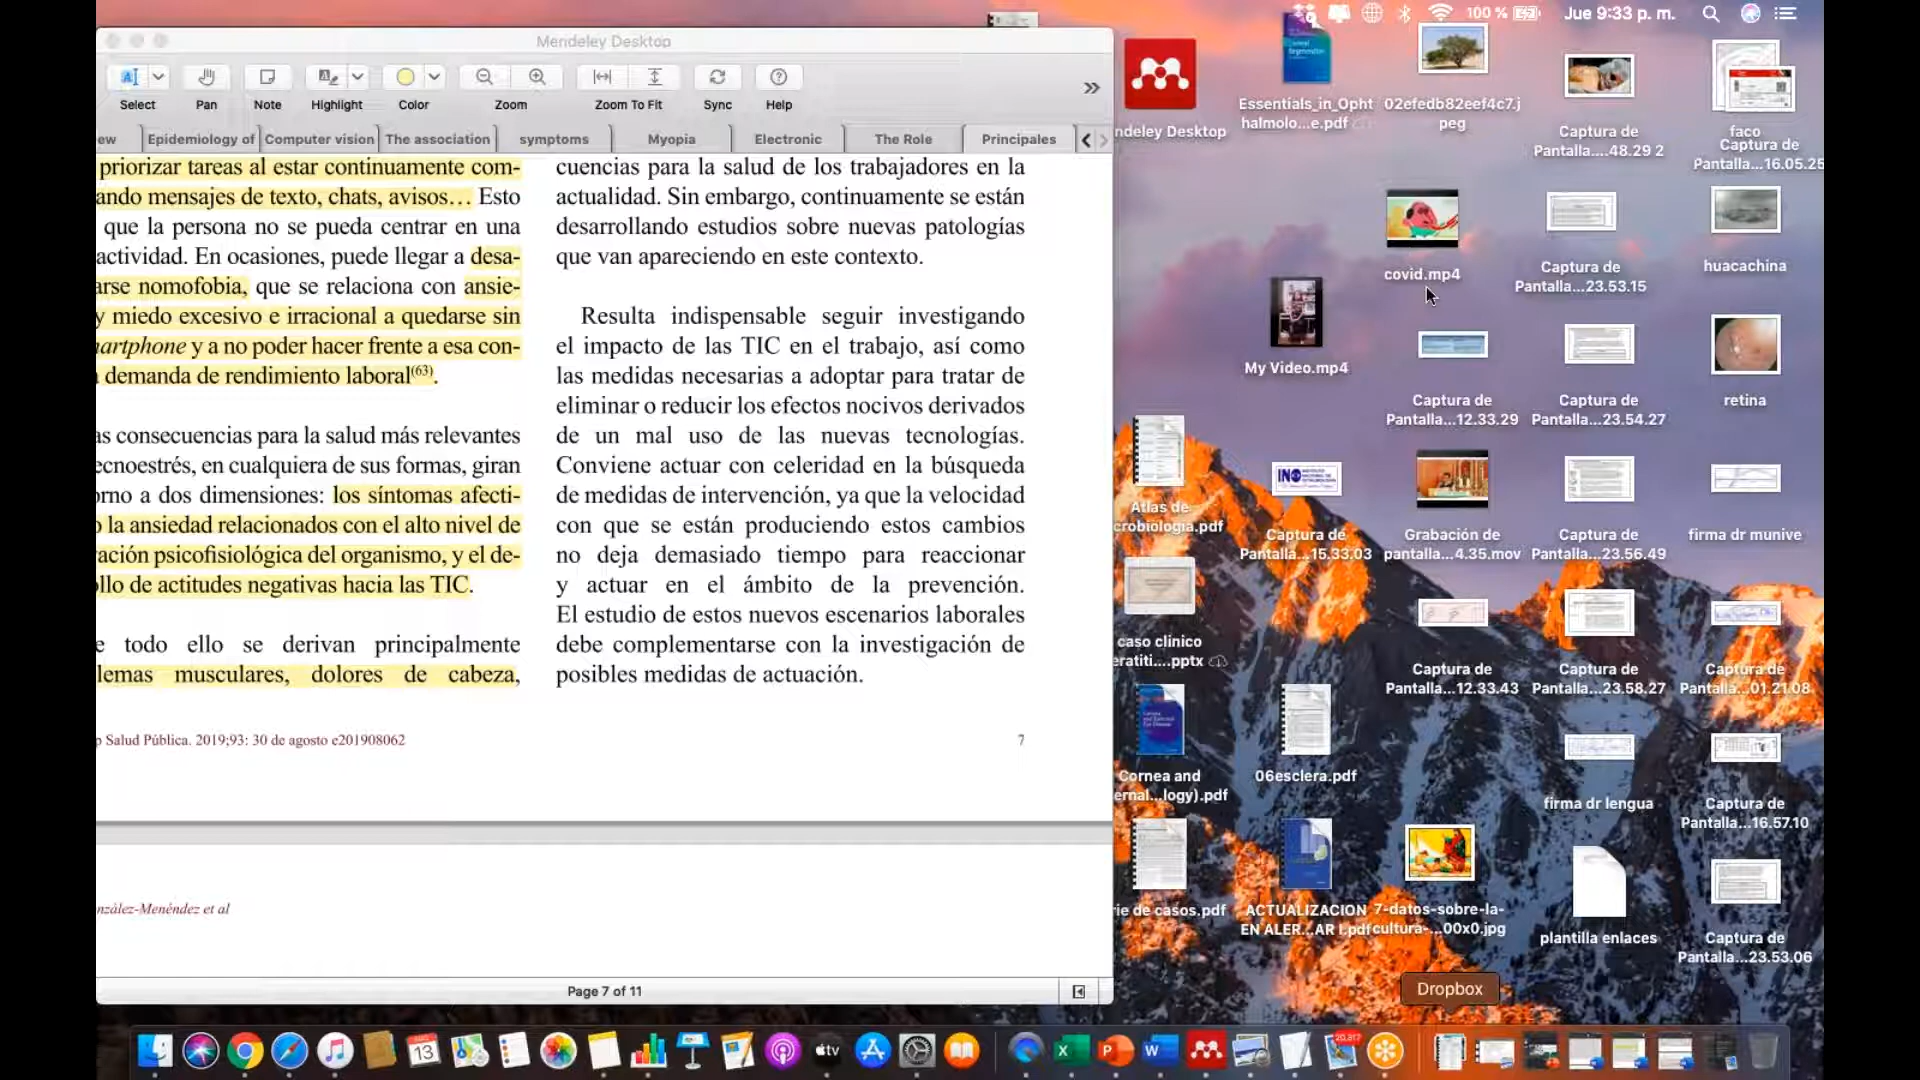 100 %
Jue 9:33 p. m.
Mendeley Desktop
Select
Pan
Note
Highlight
Color
Zoom
Zoom To Fit
Sync
Help
ew
Epidemiology of
Computer vision
The association
symptoms
Myopia
Electronic
The Role
Principales
priorizar tareas al estar continuamente com-
ando mensajes de texto, chats, avisos… Esto
que la persona no se pueda centrar en una
actividad. En ocasiones, puede llegar a desa-
arse nomofobia, que se relaciona con ansie-
y miedo excesivo e irracional a quedarse sin
artphone y a no poder hacer frente a esa con-
demanda de rendimiento laboral(63).
as consecuencias para la salud más relevantes
ecnoestrés, en cualquiera de sus formas, giran
orno a dos dimensiones: los síntomas afecti-
o la ansiedad relacionados con el alto nivel de
ración psicofisiológica del organismo, y el de-
llo de actitudes negativas hacia las TIC.
e todo ello se derivan principalmente
lemas musculares, dolores de cabeza,
cuencias para la salud de los trabajadores en la
actualidad. Sin embargo, continuamente se están
desarrollando estudios sobre nuevas patologías
que van apareciendo en este contexto.
Resulta indispensable seguir investigando
el impacto de las TIC en el trabajo, así como
las medidas necesarias a adoptar para tratar de
eliminar o reducir los efectos nocivos derivados
de un mal uso de las nuevas tecnologías.
Conviene actuar con celeridad en la búsqueda
de medidas de intervención, ya que la velocidad
con que se están produciendo estos cambios
no deja demasiado tiempo para reaccionar
y actuar en el ámbito de la prevención.
El estudio de estos nuevos escenarios laborales
debe complementarse con la investigación de
posibles medidas de actuación.
p Salud Pública. 2019;93: 30 de agosto e201908062
7
nzález-Menéndez et al
Page 7 of 11
ndeley Desktop
Essentials_in_Opht
halmolo...e.pdf
02efedb82eef4c7.j
peg
Captura de
Pantalla....48.29 2
faco
Captura de
Pantalla...16.05.25
covid.mp4
Captura de
Pantalla...23.53.15
huacachina
My Video.mp4
Captura de
Pantalla...12.33.29
Captura de
Pantalla...23.54.27
retina
Atlas de
crobiologia.pdf
INO
Captura de
Pantalla...15.33.03
Grabación de
pantalla...4.35.mov
Captura de
Pantalla...23.56.49
firma dr munive
caso clinico
eratiti....pptx
Captura de
Pantalla...12.33.43
Captura de
Pantalla...23.58.27
Captura de
Pantalla...01.21.08
Cornea and
ernal...logy).pdf
06esclera.pdf
firma dr lengua
Captura de
Pantalla...16.57.10
rie de casos.pdf
ACTUALIZACION
EN ALER...AR I.pdf
7-datos-sobre-la-
cultura-...00x0.jpg
plantilla enlaces
Captura de
Pantalla...23.53.06
Dropbox
13
tv
20,817